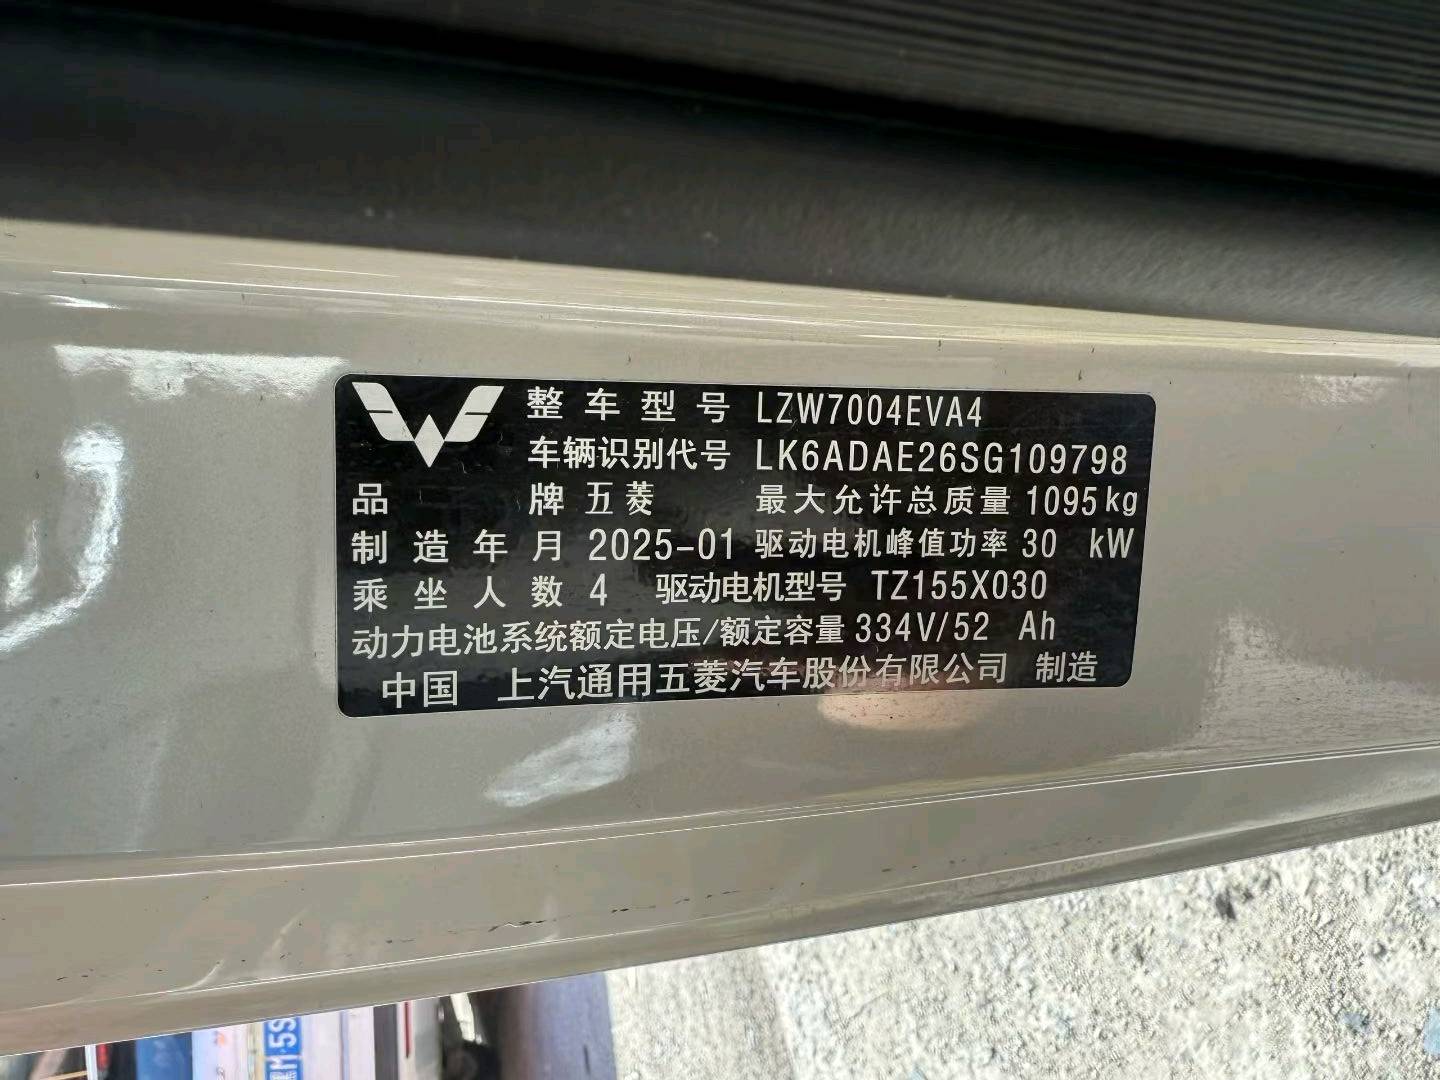 整车型号 LZW7004EVA4
车辆识别代号 LK6ADAE26SG109798
品牌 五菱 最大允许总质量 1095kg
制造年月 2025-01 驱动电机峰值功率 30 kW
乘坐人数 4 驱动电机型号 TZ155X030
动力电池系统额定电压/额定容量 334V/52 Ah
中国 上汽通用五菱汽车股份有限公司 制造